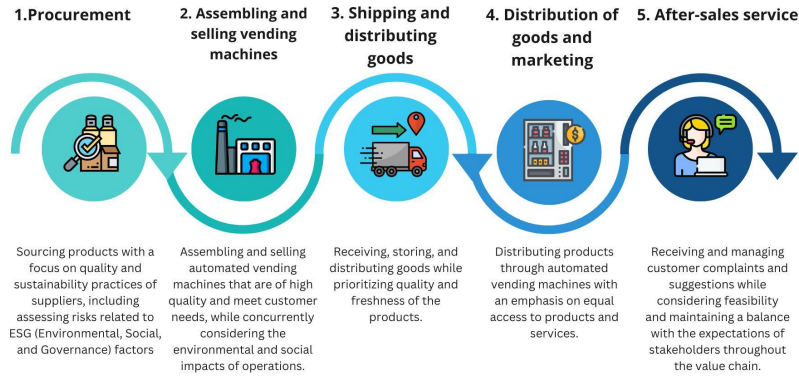 1.Procurement
2. Assembling and
selling vending
machines
3. Shipping and
distributing
goods
4. Distribution of
goods and
marketing
5. After-sales service
Sourcing products with a
focus on quality and
sustainability practices of
suppliers, including
assessing risks related to
ESG (Environmental, Social,
and Governance) factors
Assembling and selling
automated vending
machines that are of high
quality and meet customer
needs, while concurrently
considering the
environmental and social
impacts of operations.
Receiving, storing, and
distributing goods while
prioritizing quality and
freshness of the
products.
Distributing products
through automated
vending machines with
an emphasis on equal
access to products and
services.
Receiving and managing
customer complaints and
suggestions while
considering feasibility
and maintaining a balance
with the expectations of
stakeholders throughout
the value chain.